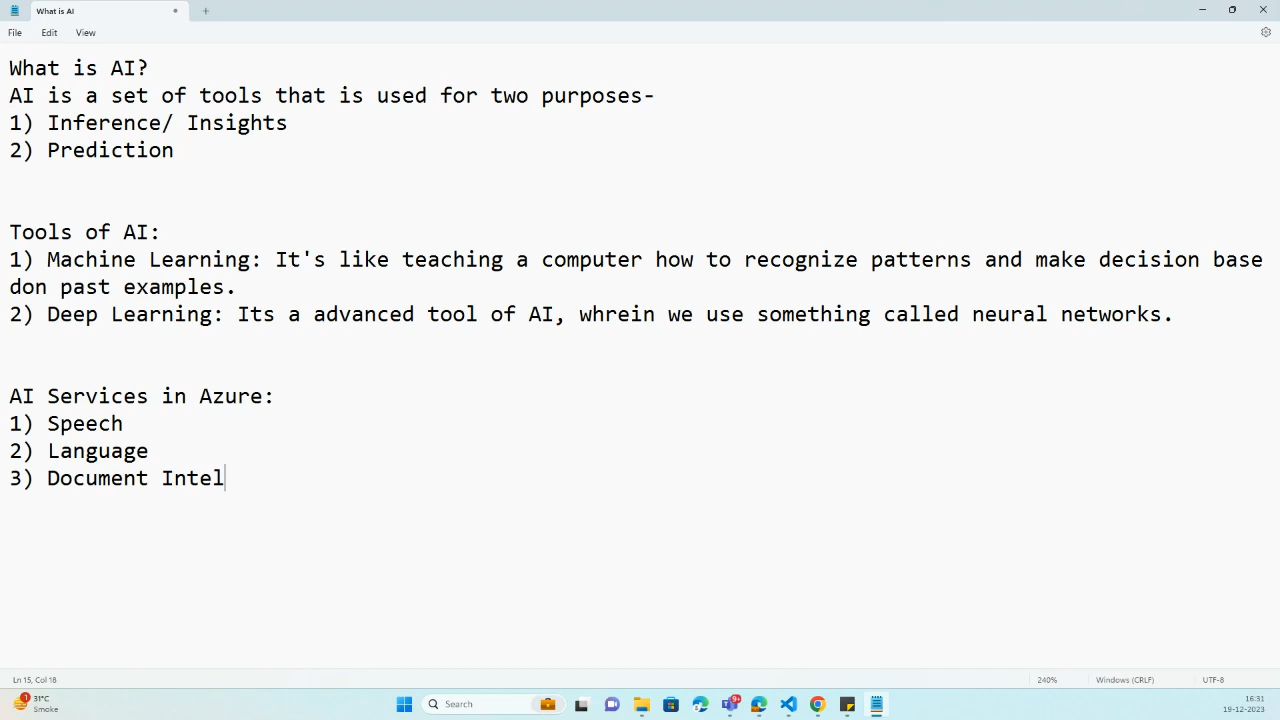 What is AI
File
Edit
View
What is AI?
AI is a set of tools that is used for two purposes-
1) Inference/ Insights
2) Prediction
Tools of AI:
1) Machine Learning: It's like teaching a computer how to recognize patterns and make decision base
don past examples.
2) Deep Learning: Its a advanced tool of AI, whrein we use something called neural networks.
AI Services in Azure:
1) Speech
2) Language
3) Document Intel
Ln 15, Col 18
240%
Windows (CRLF)
UTF-8
1
31°C
Smoke
Search
9+
16:31
19-12-2023